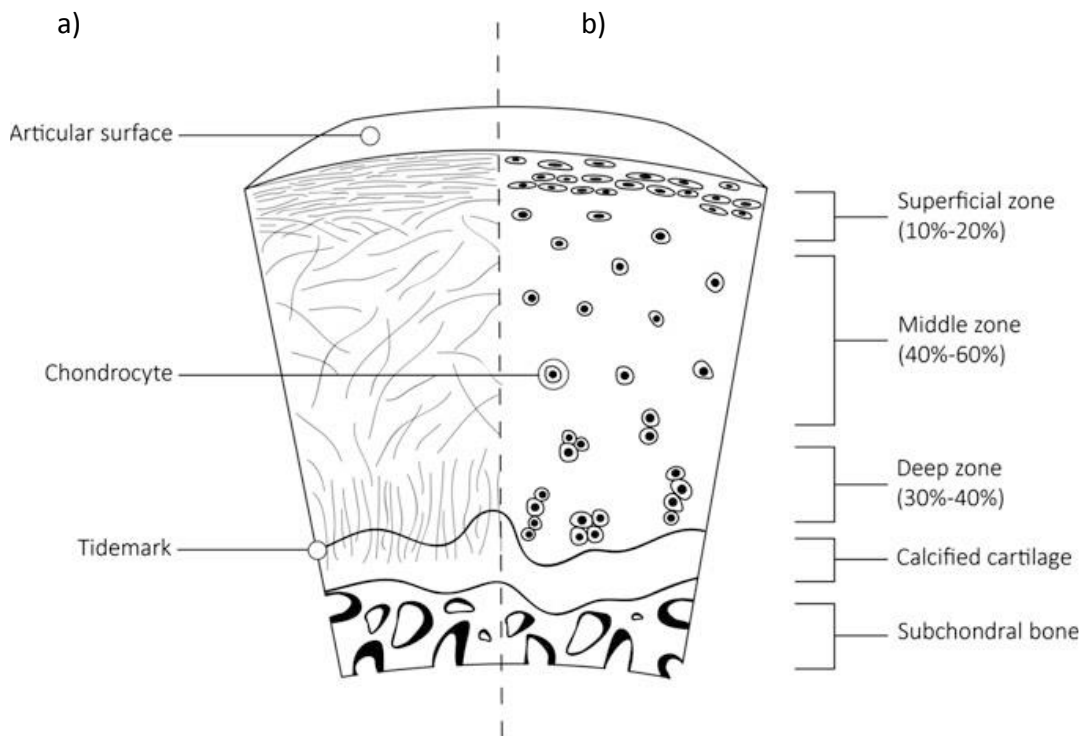 a)
b)
Articular surface
Superficial zone
(10%-20%)
Middle zone
(40%-60%)
Chondrocyte
Deep zone
(30%-40%)
Tidemark
Calcified cartilage
Subchondral bone